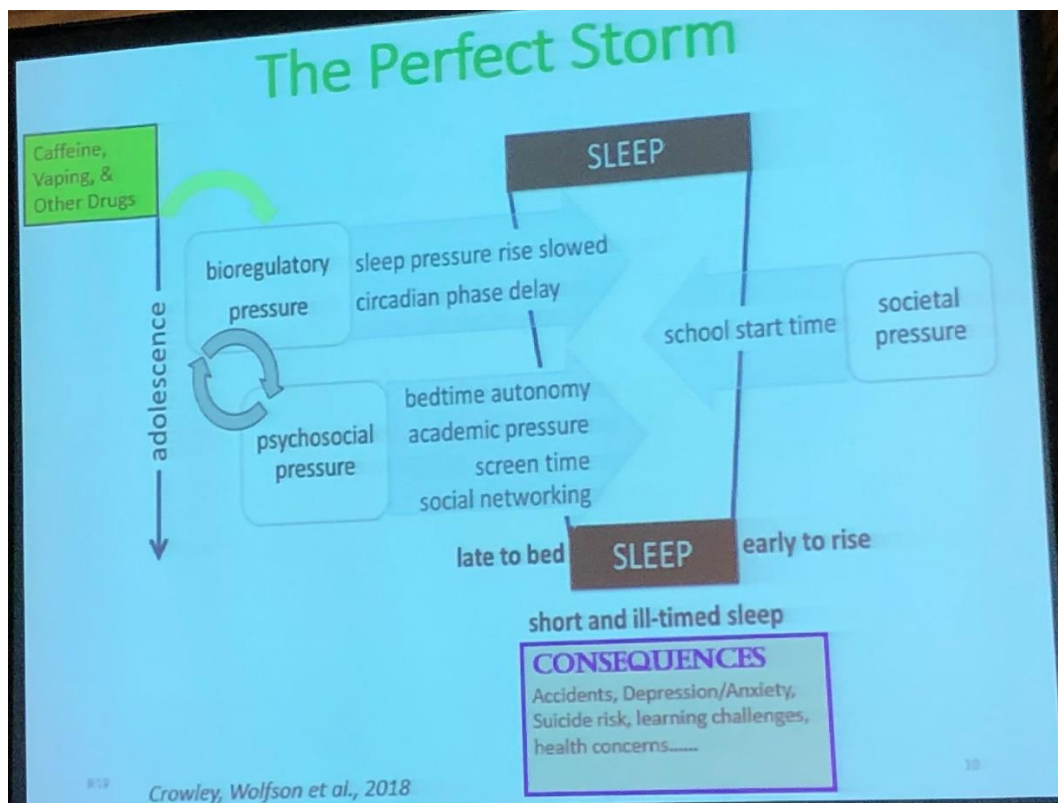 The Perfect Storm
Caffeine,
Vaping, &
Other Drugs
SLEEP
bioregulatory
pressure
sleep pressure rise slowed
circadian phase delay
school start time
societal
pressure
adolescence
psychosocial
pressure
bedtime autonomy
academic pressure
screen time
social networking
late to bed
SLEEP
early to rise
short and ill-timed sleep
CONSEQUENCES
Accidents, Depression/Anxiety,
Suicide risk, learning challenges,
health concerns......
Crowley, Wolfson et al., 2018
10